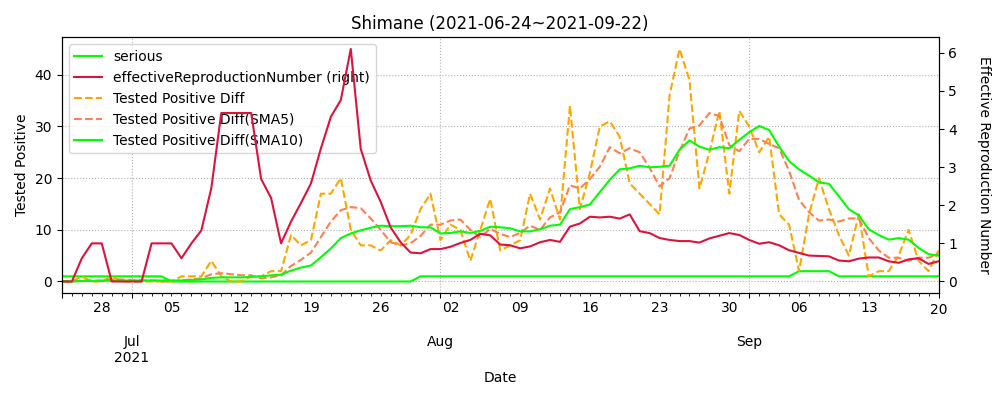 Shimane (2021-06-24~2021-09-22)
serious
effectiveReproductionNumber (right)
Tested Positive Diff
Tested Positive Diff(SMA5)
Tested Positive Diff(SMA10)
Tested Positive
40
30
20
10
0
6
5
4
3
2
1
0
Effective Reproduction Number
28 05 12 19 26 02 09 16 23 30 06 13 20
Jul Aug Sep
2021
Date